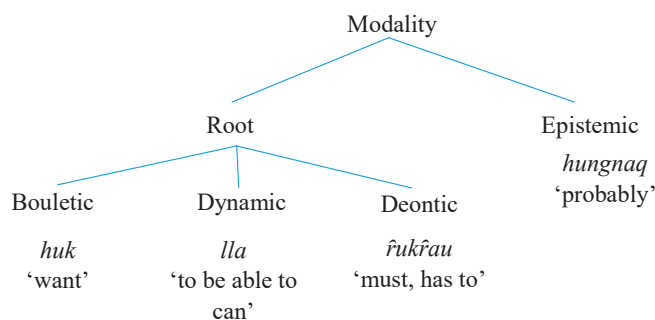 Modality
Root
Epistemic
hungnaq
‘probably’
Bouletic
Dynamic
Deontic
huk
lla
r̂ukr̂au
‘want’
‘to be able to
‘must, has to’
can’